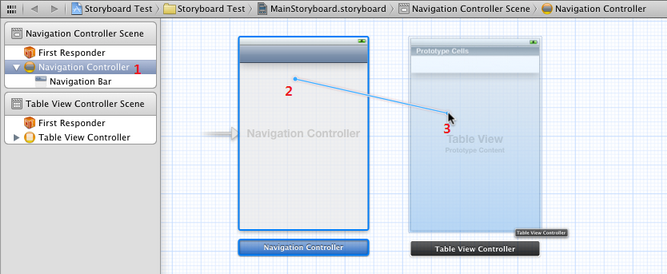 Storyboard Test
Storyboard Test
MainStoryboard.storyboard
Navigation Controller Scene
Navigation Controller
Navigation Controller Scene
First Responder
Navigation Controller 1
Navigation Bar
Table View Controller Scene
First Responder
Table View Controller
2
Navigation Controller
Navigation Controller
Prototype Cells
3
Table View
Prototype Content
Table View Controller
Table View Controller